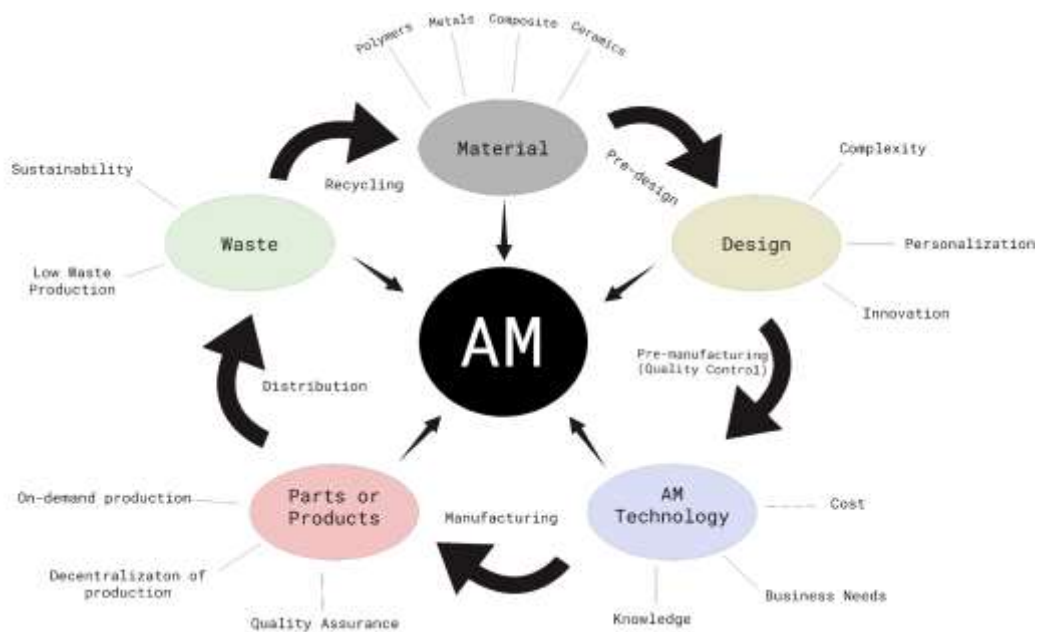 Polymers
Metals
Composite
Ceramics
Material
Recycling
Pre-design
Sustainability
Complexity
Waste
Design
Personalization
Low Waste
Production
Innovation
AM
Pre-manufacturing
(Quality Control)
Distribution
On-demand production
Parts or
Products
Manufacturing
AM
Technology
Cost
Decentralizaton of
production
Business Needs
Quality Assurance
Knowledge